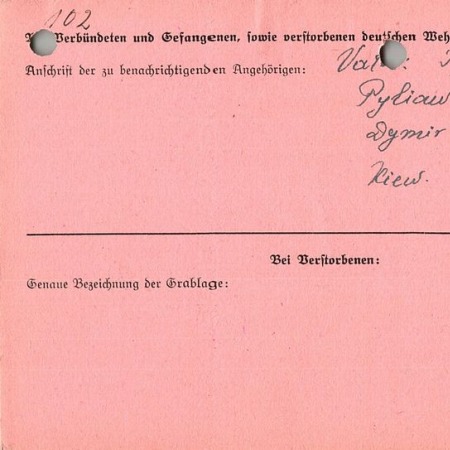 102
Verbündeten und Gefangenen, sowie verstorbenen deutschen Weh
Anschrift der zu benachrichtigenden Angehörigen:
Dymir
Kiew.
Bei Verstorbenen:
Genaue Bezeichnung der Grablage: